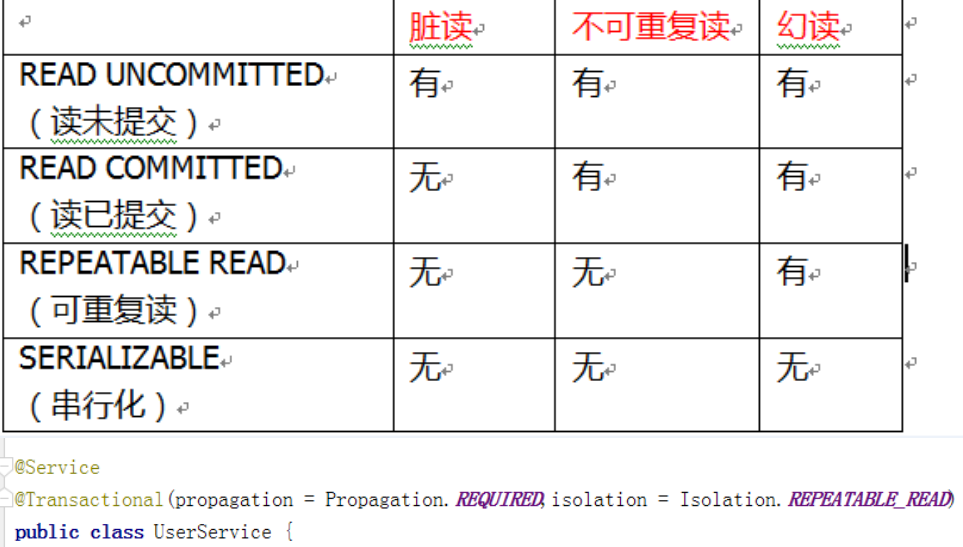 脏读 不可重复读 幻读
READ UNCOMMITTED 有 有 有
（读未提交）
READ COMMITTED 无 有 有
（读已提交）
REPEATABLE READ 无 无 有
（可重复读）
SERIALIZABLE 无 无 无
（串行化）
@Service
@Transactional(propagation = Propagation.REQUIRED,isolation = Isolation.REPEATABLE_READ)
public class UserService {